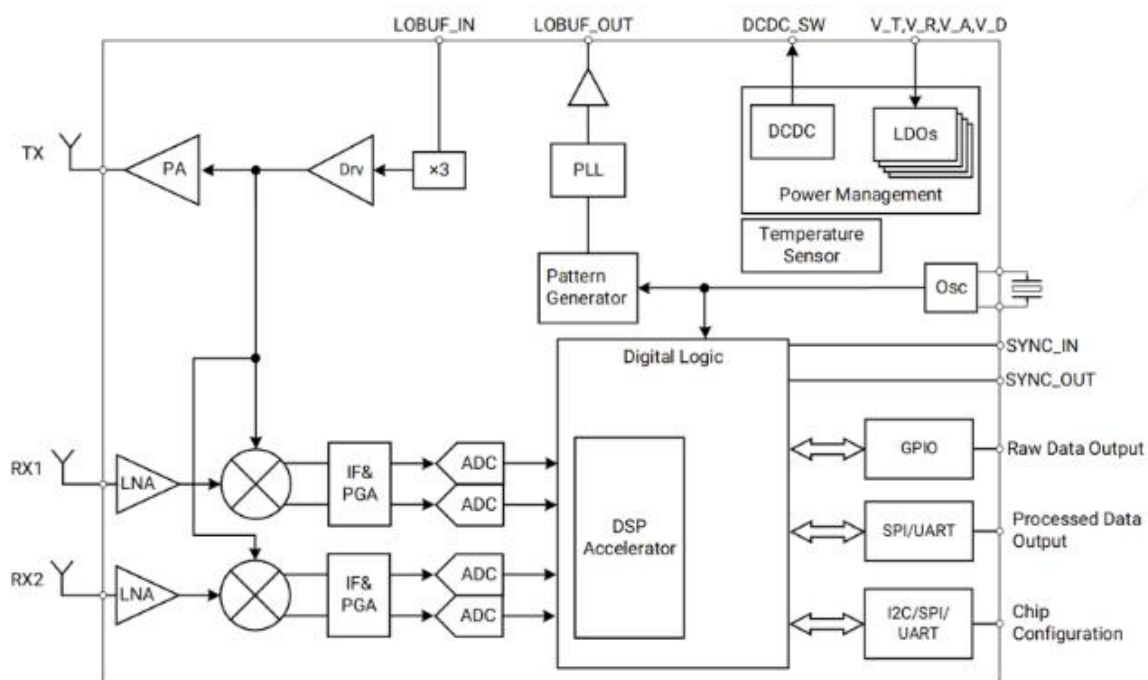 LOBUF_IN
LOBUF_OUT
DCDC_SW
V_T,V_R,V_A,V_D
TX
PA
Drv
×3
PLL
DCDC
LDOs
Power Management
Temperature
Sensor
Pattern
Generator
Osc
SYNC_IN
SYNC_OUT
Digital Logic
DSP
Accelerator
RX1
LNA
IF&
PGA
ADC
ADC
GPIO
Raw Data Output
SPI/UART
Processed Data
Output
RX2
LNA
IF&
PGA
ADC
ADC
I2C/SPI/
UART
Chip
Configuration